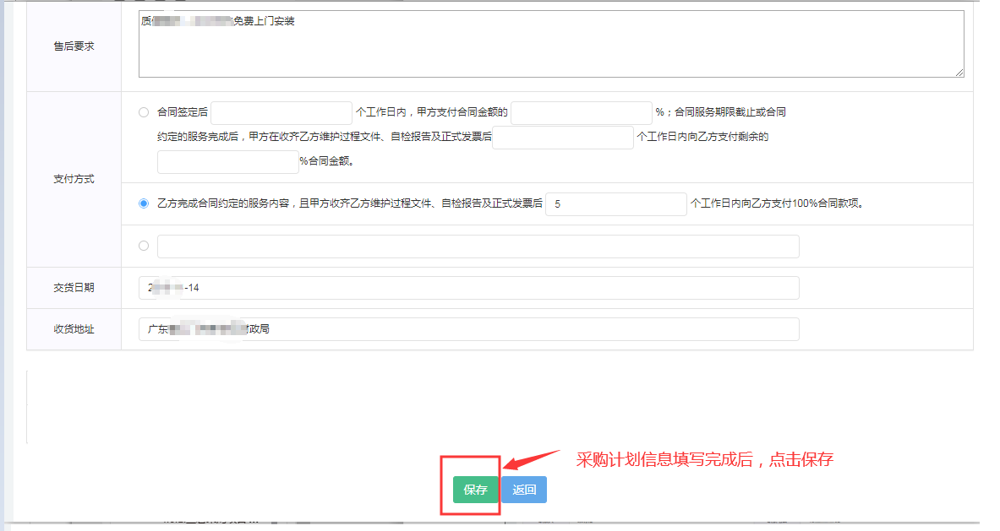 质
免费上门安装
售后要求
合同签定后 个工作日内，甲方支付合同金额的 %；合同服务期限截止或合同
约定的服务完成后，甲方在收齐乙方维护过程文件、自检报告及正式发票后 个工作日内向乙方支付剩余的
%合同金额。
支付方式
乙方完成合同约定的服务内容，且甲方收齐乙方维护过程文件、自检报告及正式发票后 5 个工作日内向乙方支付100%合同款项。
交货日期 2 -14
收货地址 广东 政局
采购计划信息填写完成后，点击保存
保存 返回